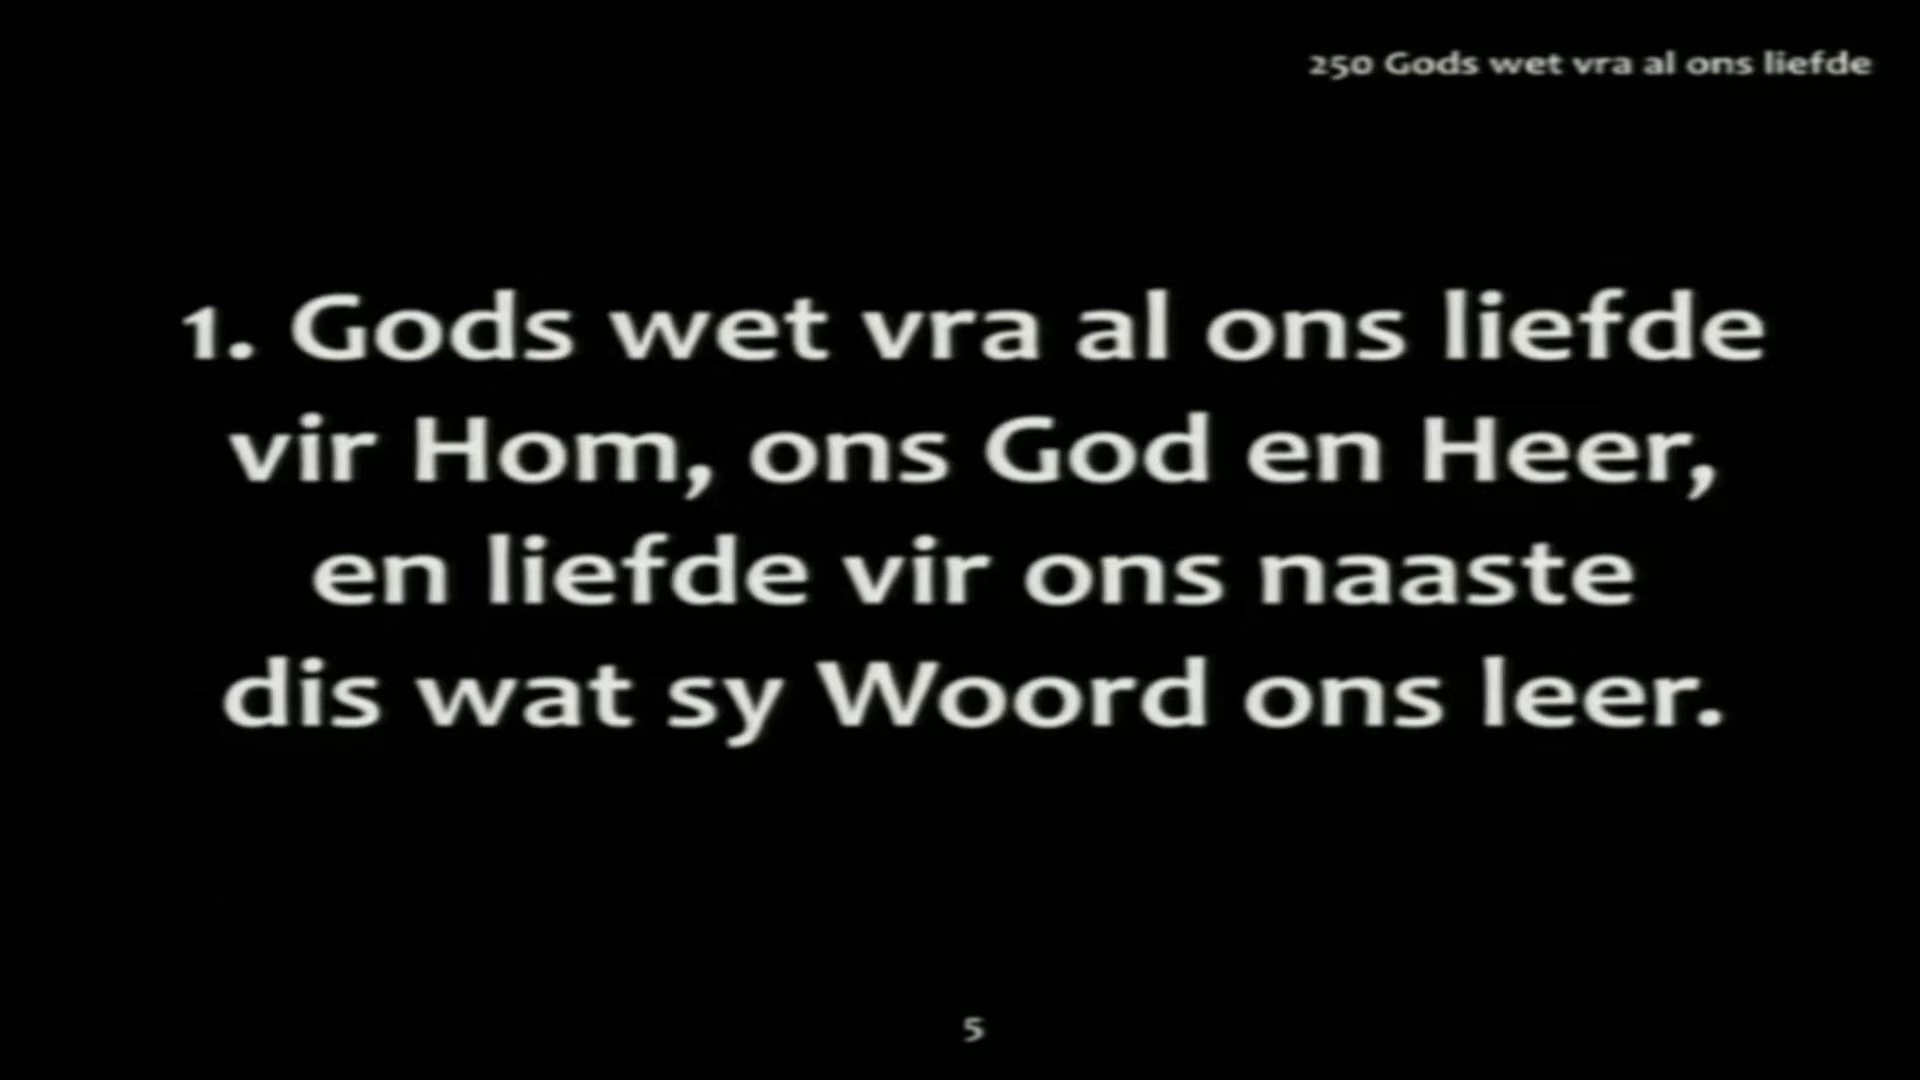 250 Gods wet vra al ons liefde
1. Gods wet vra al ons liefde
vir Hom, ons God en Heer,
en liefde vir ons naaste
dis wat sy Woord ons leer.
5